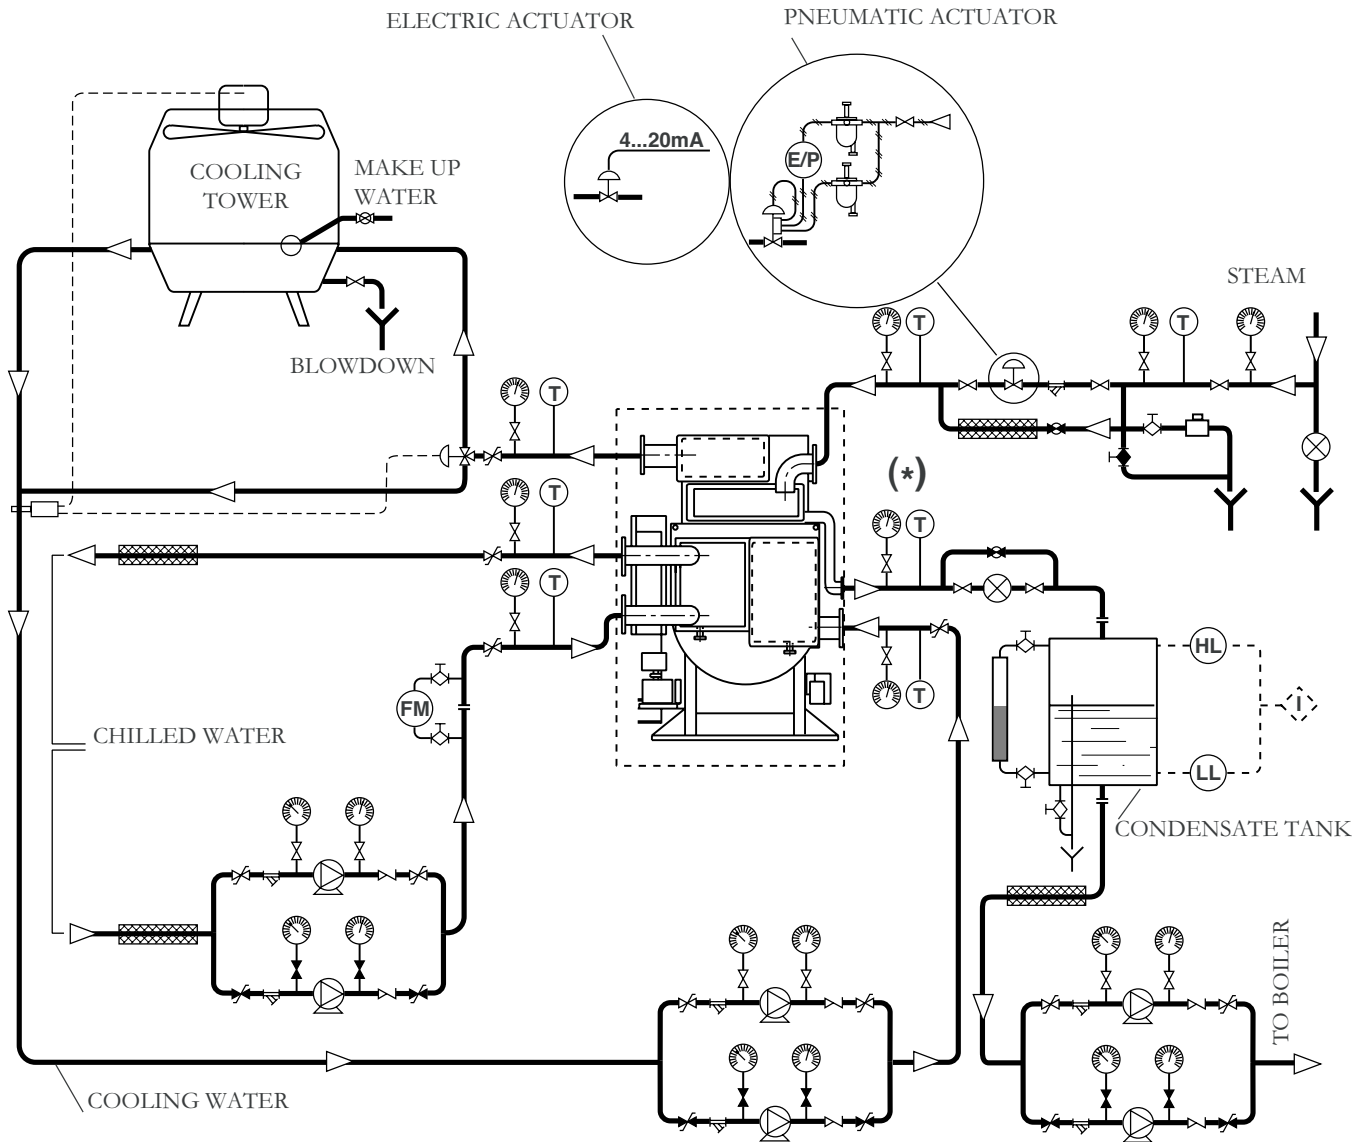 ELECTRIC ACTUATOR
PNEUMATIC ACTUATOR
4...20mA
E/P
COOLING
TOWER
MAKE UP
WATER
BLOWDOWN
STEAM
T
T
T
T
(*)
T
T
T
T
HL
I
LL
FM
CHILLED WATER
CONDENSATE TANK
TO BOILER
COOLING WATER